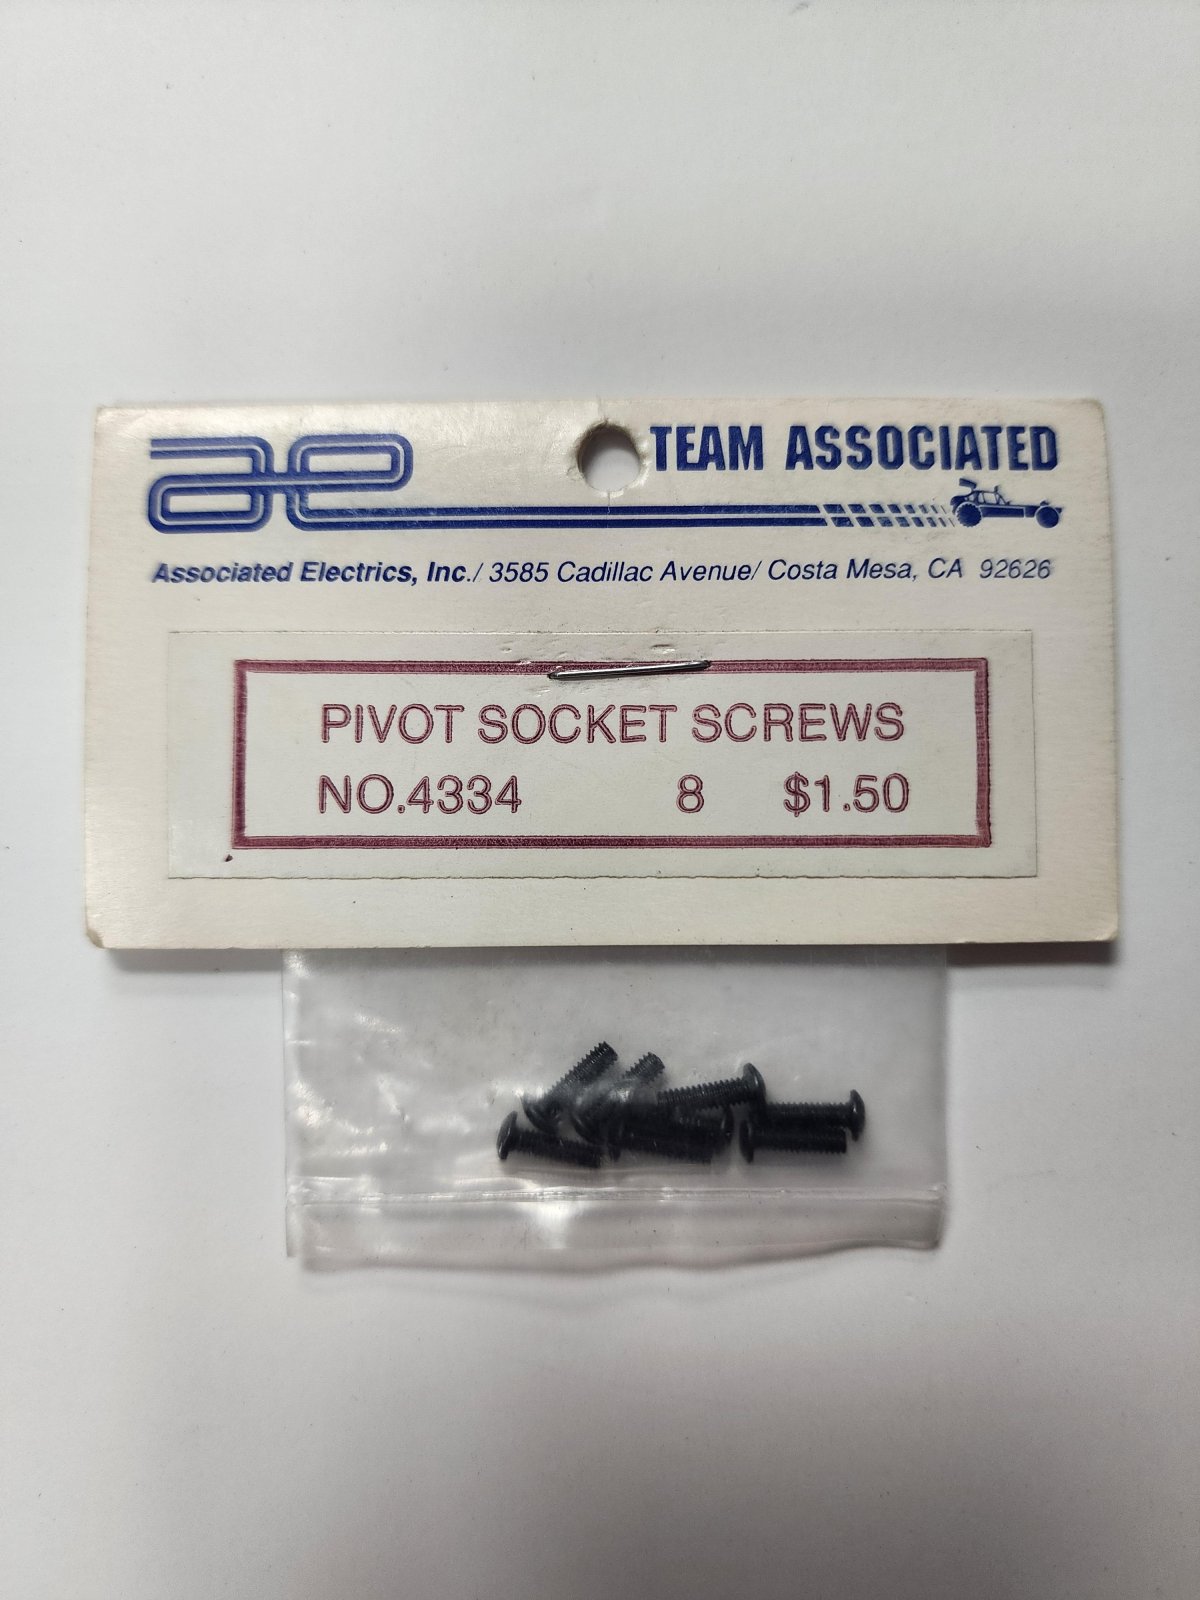 ae
TEAM ASSOCIATED
Associated Electrics, Inc./ 3585 Cadillac Avenue/ Costa Mesa, CA 92626
PIVOT SOCKET SCREWS
NO.4334 8 $1.50